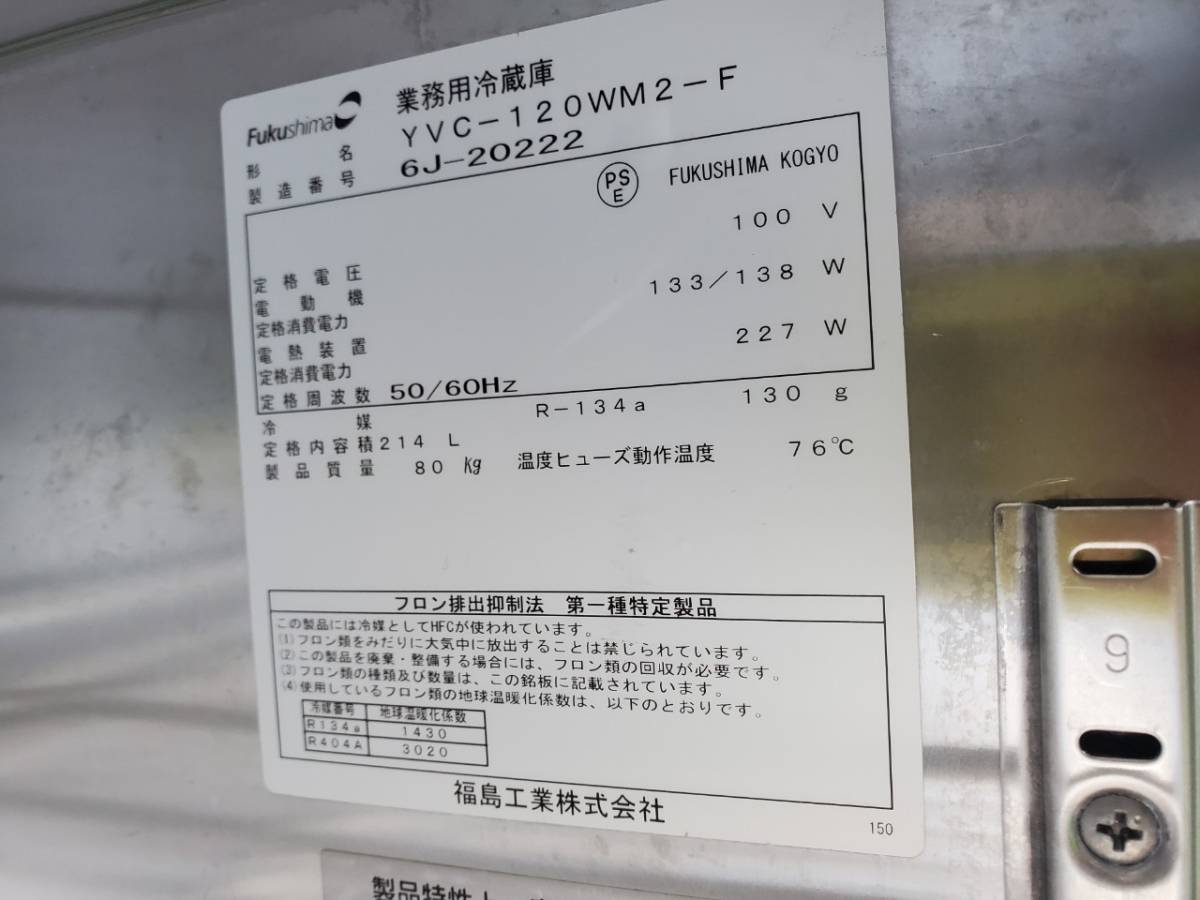 Fukushima 業務用冷蔵庫
形名 YVC-120WM2-F
製造番号 6J-20222
PS E FUKUSHIMA KOGYO
定格電圧 100 V
電動機
定格消費電力 133/138 W
電熱装置
定格消費電力 227 W
定格周波数 50/60Hz
冷媒 R-134a 130 g
定格内容積 214 L
製品質量 80 kg 温度ヒューズ動作温度 76℃
フロン排出抑制法 第一種特定製品
この製品には冷媒としてHFCが使われています。
(1)フロン類をみだりに大気中に放出することは禁じられています。
(2)この製品を廃棄・整備する場合には、フロン類の回収が必要です。
(3)フロン類の種類及び数量は、この銘板に記載されています。
(4)使用しているフロン類の地球温暖化係数は、以下のとおりです。
冷媒番号 地球温暖化係数
R134a 1430
R404A 3020
福島工業株式会社
150
9
製品特性